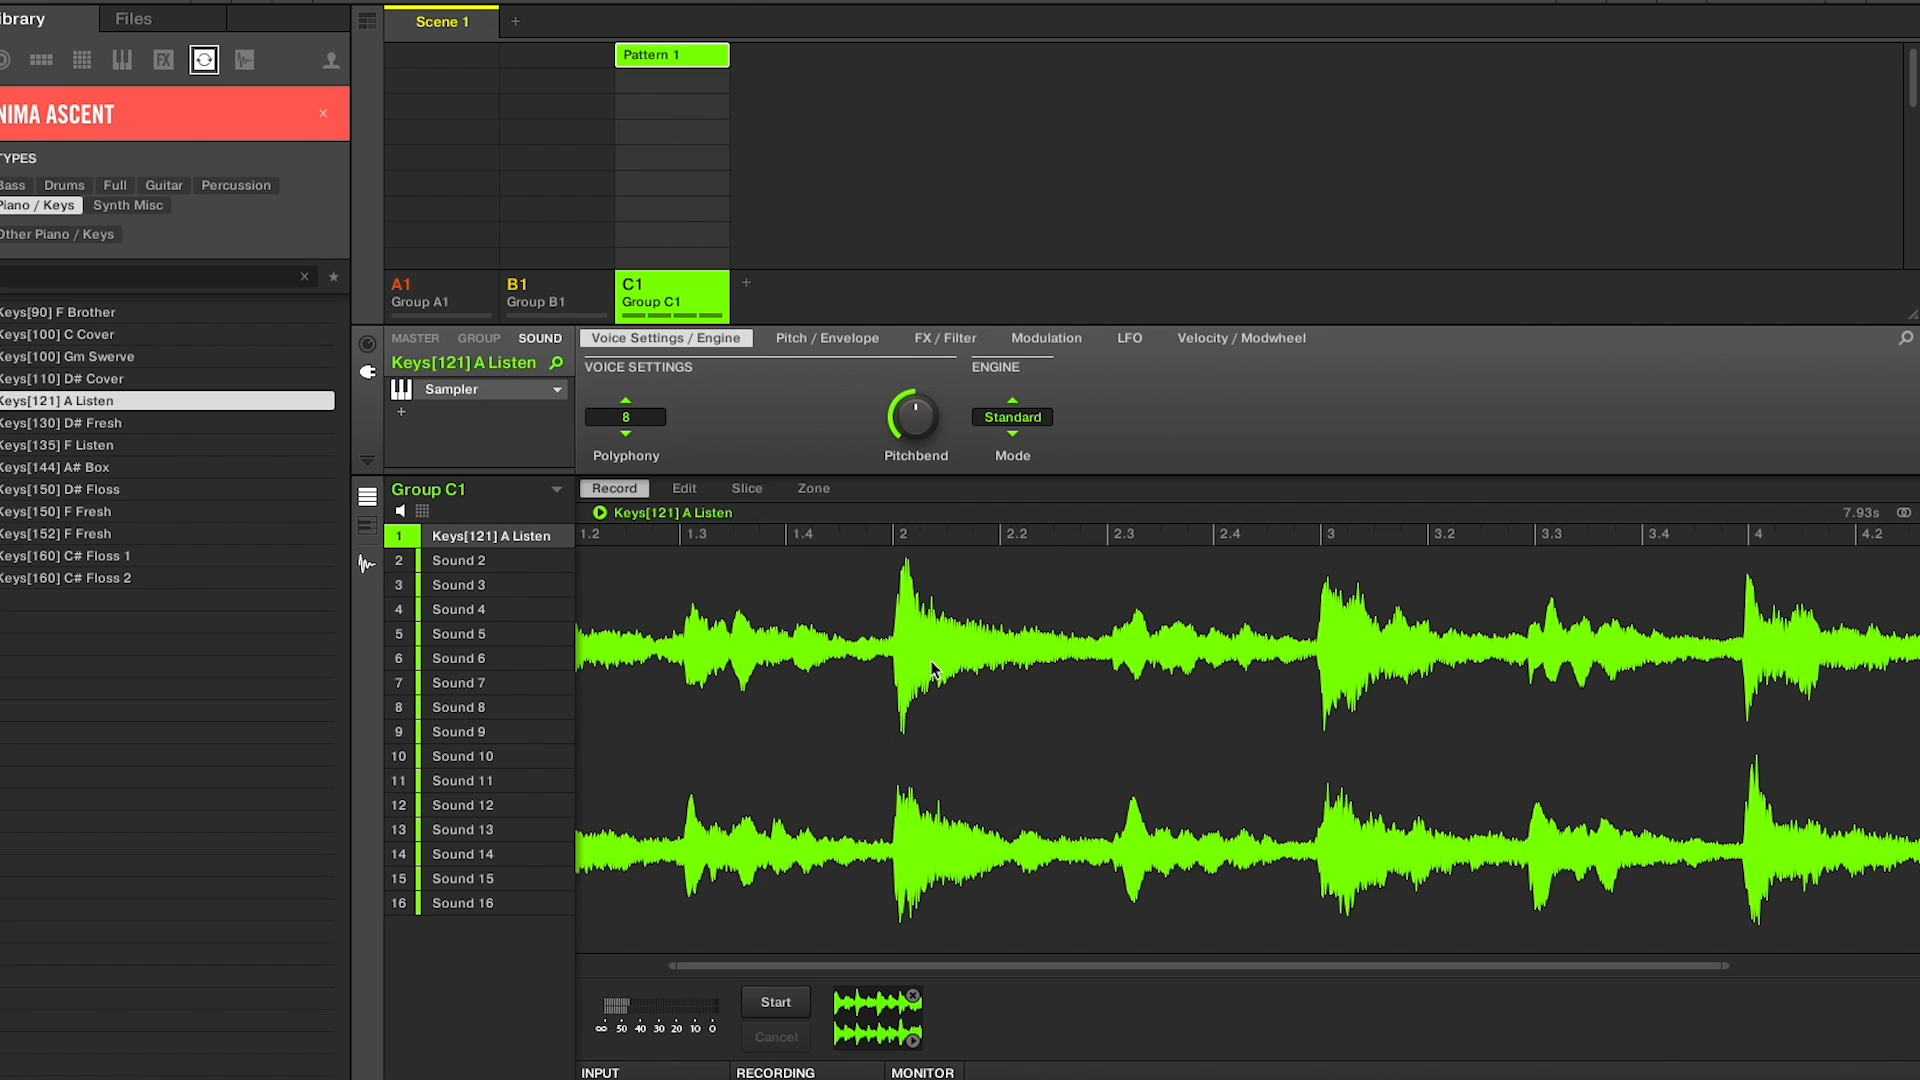 ibrary
Files
Scene 1
+
Pattern 1
FX
NIMA ASCENT
×
TYPES
Bass
Drums
Full
Guitar
Percussion
Piano / Keys
Synth Misc
Other Piano / Keys
×
Keys[90] F Brother
Keys[100] C Cover
Keys[100] Gm Swerve
Keys[110] D# Cover
Keys[121] A Listen
Keys[130] D# Fresh
Keys[135] F Listen
Keys[144] A# Box
Keys[150] D# Floss
Keys[150] F Fresh
Keys[152] F Fresh
Keys[160] C# Floss 1
Keys[160] C# Floss 2
A1
Group A1
B1
Group B1
C1
Group C1
+
MASTER
GROUP
SOUND
Keys[121] A Listen
Sampler
+
Voice Settings / Engine
Pitch / Envelope
FX / Filter
Modulation
LFO
Velocity / Modwheel
VOICE SETTINGS
ENGINE
8
Standard
Polyphony
Pitchbend
Mode
Group C1
Record
Edit
Slice
Zone
Keys[121] A Listen
7.93s
1.2
1.3
1.4
2
2.2
2.3
2.4
3
3.2
3.3
3.4
4
4.2
1 Keys[121] A Listen
2 Sound 2
3 Sound 3
4 Sound 4
5 Sound 5
6 Sound 6
7 Sound 7
8 Sound 8
9 Sound 9
10 Sound 10
11 Sound 11
12 Sound 12
13 Sound 13
14 Sound 14
15 Sound 15
16 Sound 16
∞ 50 40 30 20 10 0
Start
Cancel
INPUT
RECORDING
MONITOR